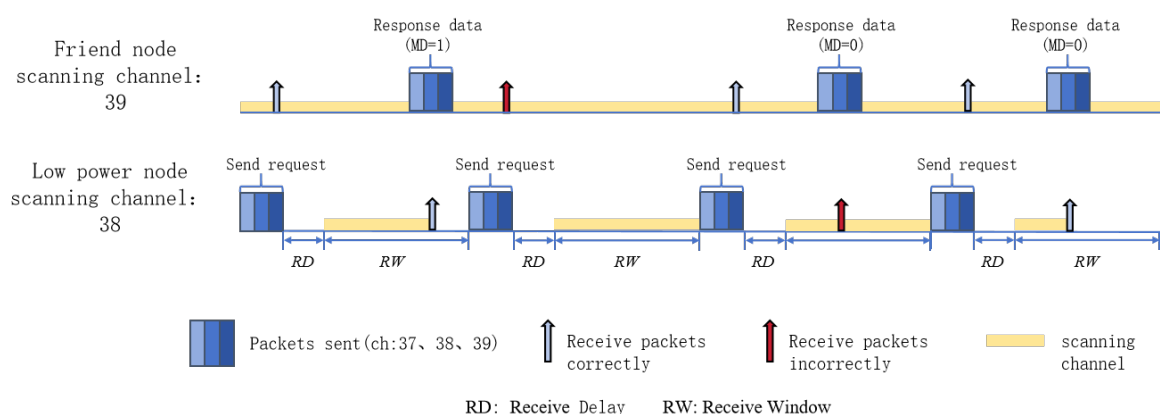 Friend node
scanning channel:
39
Response data
(MD=1)
Response data
(MD=0)
Response data
(MD=0)
Low power node
scanning channel:
38
Send request
Send request
Send request
Send request
RD
RW
RD
RW
RD
RD
RW
Packets sent(ch:37、38、39)
Receive packets
correctly
Receive packets
incorrectly
scanning
channel
RD: Receive Delay RW: Receive Window